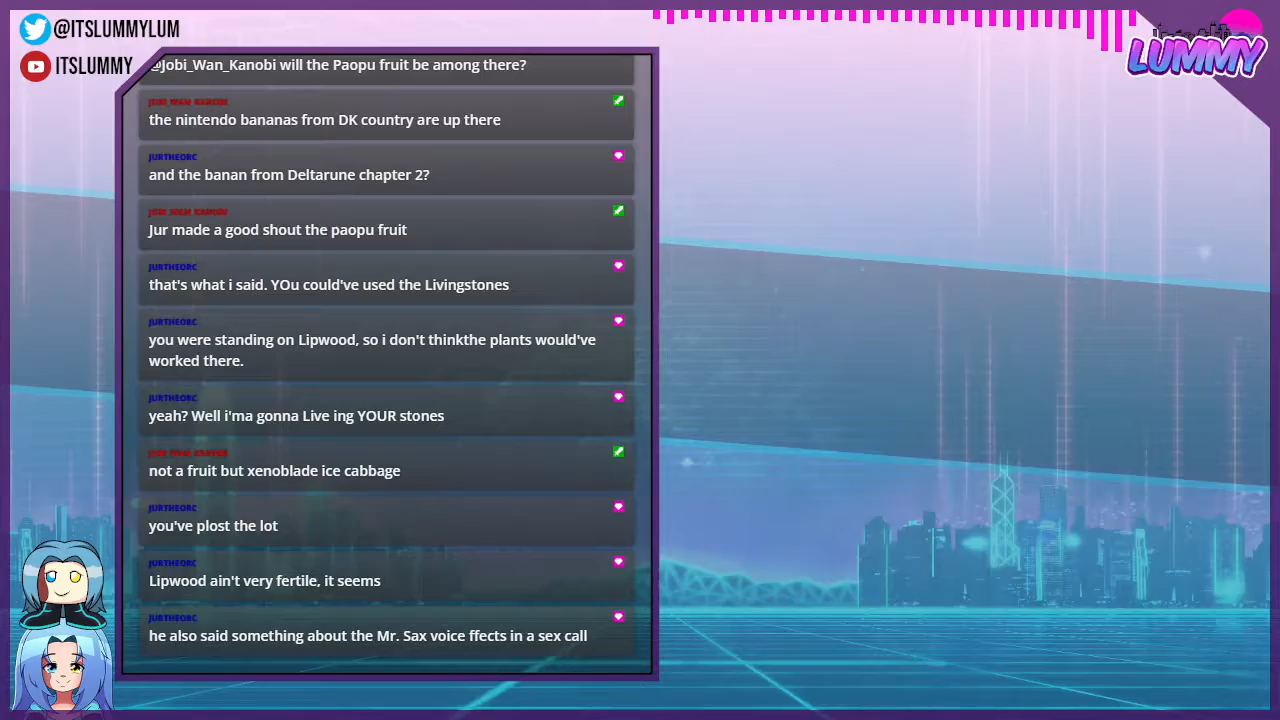 @ITSLUMMYLUM
ITSLUMMY
LUMMY
@Jobi_Wan_Kanobi will the Paopu fruit be among there?
JOBI_WAN_KANOBI
the nintendo bananas from DK country are up there
JURTHEORC
and the banan from Deltarune chapter 2?
JOBI_WAN_KANOBI
Jur made a good shout the paopu fruit
JURTHEORC
that's what i said. YOu could've used the Livingstones
JURTHEORC
you were standing on Lipwood, so i don't thinkthe plants would've
worked there.
JURTHEORC
yeah? Well i'ma gonna Live ing YOUR stones
JOBI_WAN_KANOBI
not a fruit but xenoblade ice cabbage
JURTHEORC
you've plost the lot
JURTHEORC
Lipwood ain't very fertile, it seems
JURTHEORC
he also said something about the Mr. Sax voice ffects in a sex call